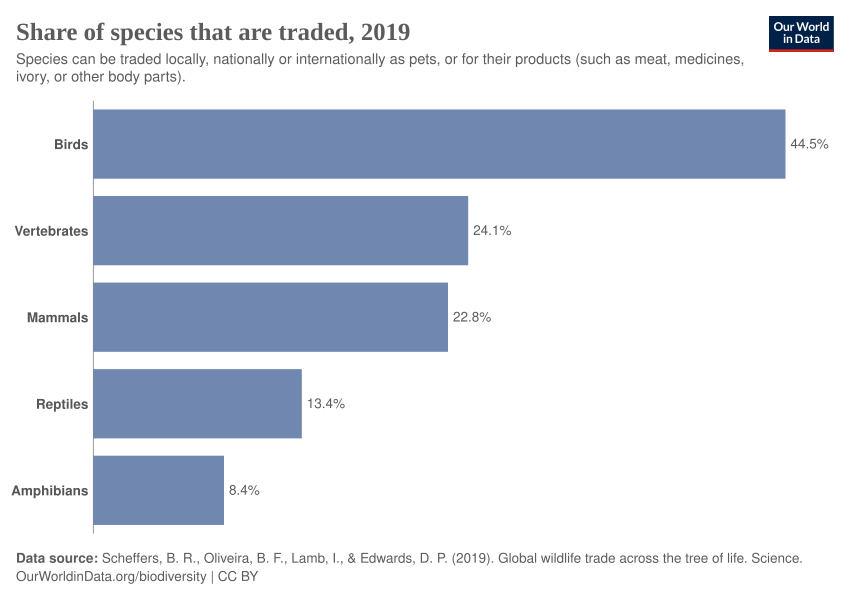 Share of species that are traded, 2019
Our World
in Data
Species can be traded locally, nationally or internationally as pets, or for their products (such as meat, medicines,
ivory, or other body parts).
Birds
44.5%
Vertebrates
24.1%
Mammals
22.8%
Reptiles
13.4%
Amphibians
8.4%
Data source: Scheffers, B. R., Oliveira, B. F., Lamb, I., & Edwards, D. P. (2019). Global wildlife trade across the tree of life. Science.
OurWorldinData.org/biodiversity | CC BY